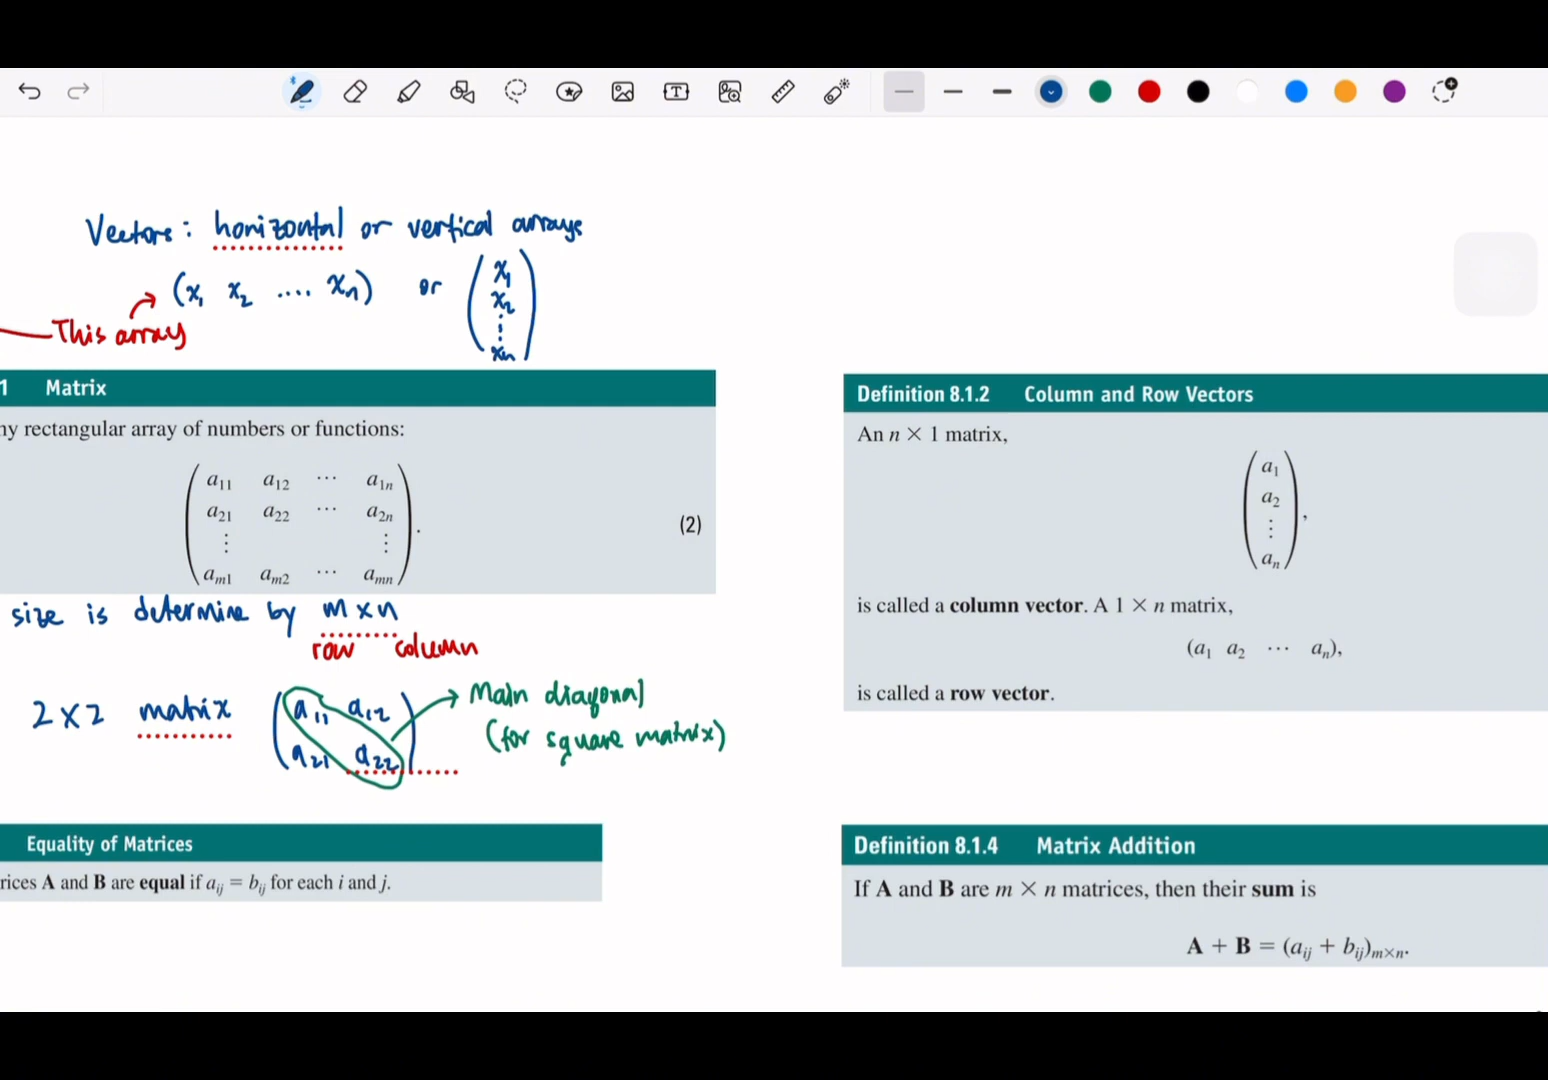 Vectors: horizontal or vertical arrays
(x₁ x₂ .... xₙ) or
x₁
x₂
⋮
xₙ
This array
1 Matrix
ny rectangular array of numbers or functions:
a₁₁ a₁₂ ⋯ a₁ₙ
a₂₁ a₂₂ ⋯ a₂ₙ
⋮ ⋮
aₘ₁ aₘ₂ ⋯ aₘₙ
.
(2)
size is determine by m x n
row column
2 x 2 matrix
a₁₁ a₁₂
a₂₁ a₂₂
Main diagonal
(for square matrix)
Equality of Matrices
rices A and B are equal if aᵢⱼ = bᵢⱼ for each i and j.
Definition 8.1.2 Column and Row Vectors
An n × 1 matrix,
a₁
a₂
⋮
aₙ
,
is called a column vector. A 1 × n matrix,
(a₁ a₂ ⋯ aₙ),
is called a row vector.
Definition 8.1.4 Matrix Addition
If A and B are m × n matrices, then their sum is
A + B = (aᵢⱼ + bᵢⱼ)ₘ×ₙ.